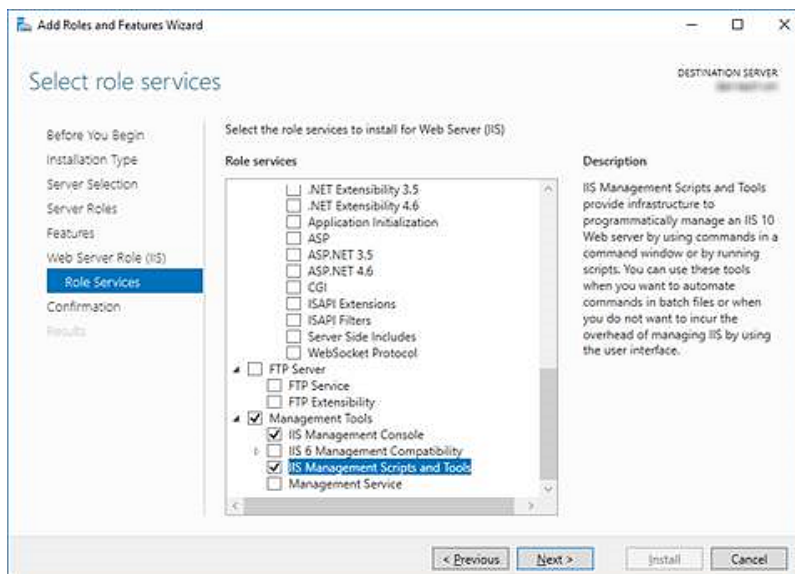 Add Roles and Features Wizard
Select role services
DESTINATION SERVER
Before You Begin
Installation Type
Server Selection
Server Roles
Features
Web Server Role (IIS)
Role Services
Confirmation
Results
Select the role services to install for Web Server (IIS)
Role services
.NET Extensibility 3.5
.NET Extensibility 4.6
Application Initialization
ASP
ASP.NET 3.5
ASP.NET 4.6
CGI
ISAPI Extensions
ISAPI Filters
Server Side Includes
WebSocket Protocol
FTP Server
FTP Service
FTP Extensibility
Management Tools
IIS Management Console
IIS 6 Management Compatibility
IIS Management Scripts and Tools
Management Service
Description
IIS Management Scripts and Tools
provide infrastructure to
programmatically manage an IIS 10
Web server by using commands in a
command window or by running
scripts. You can use these tools
when you want to automate
commands in batch files or when
you do not want to incur the
overhead of managing IIS by using
the user interface.
< Previous
Next >
Install
Cancel